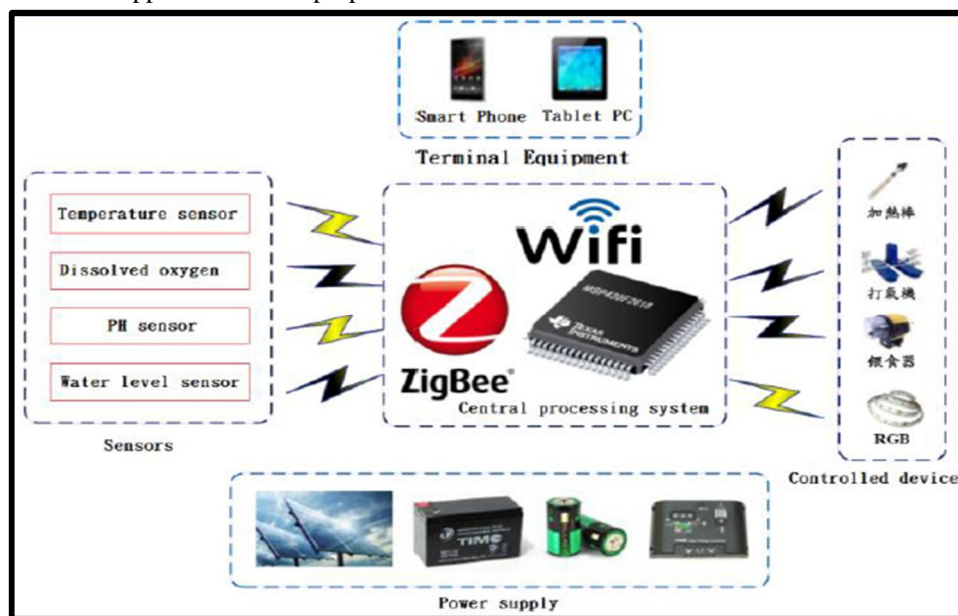 Smart Phone Tablet PC
Terminal Equipment
Temperature sensor
Dissolved oxygen
PH sensor
Water level sensor
Sensors
Wifi
TEXAS
INSTRUMENTS
ZigBee®
Central processing system
加熱棒
打氣機
餵食器
RGB
Controlled device
Power supply